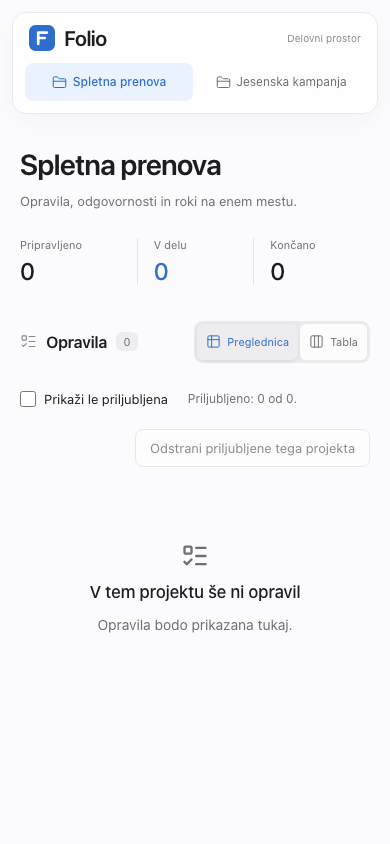 Folio
Delovni prostor
Spletna prenova
Jesenska kampanja
Spletna prenova
Opravila, odgovornosti in roki na enem mestu.
Pripravljeno
V delu
Končano
0
0
0
Opravila
0
Preglednica
Tabla
Prikaži le priljubljena
Priljubljeno: 0 od 0.
Odstrani priljubljene tega projekta
V tem projektu še ni opravil
Opravila bodo prikazana tukaj.